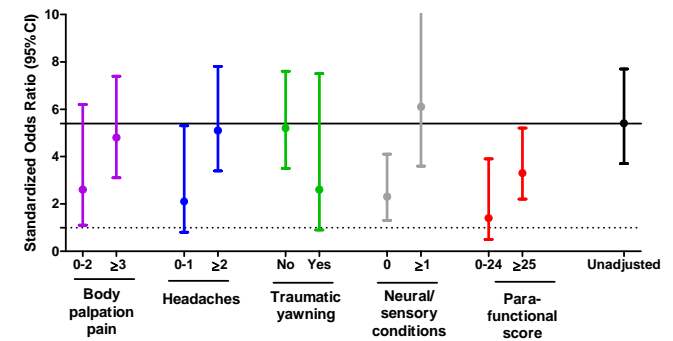 Standardized Odds Ratio (95%CI)
10
8
6
4
2
0
0-2 ≥3 0-1 ≥2 No Yes 0 ≥1 0-24 ≥25 Unadjusted
Body
palpation
pain
Headaches
Traumatic
yawning
Neural/
sensory
conditions
Para-
functional
score